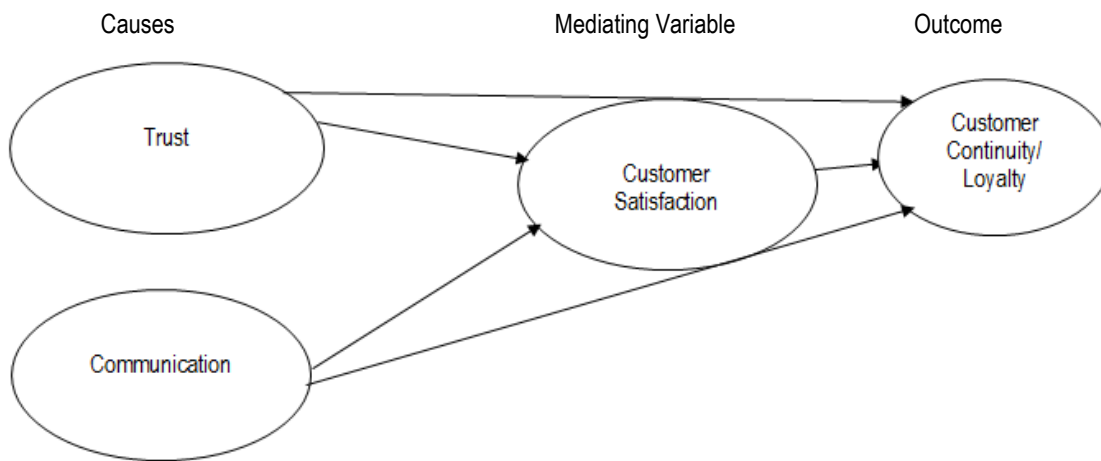 Causes
Mediating Variable
Outcome
Trust
Customer
Satisfaction
Customer
Continuity/
Loyalty
Communication